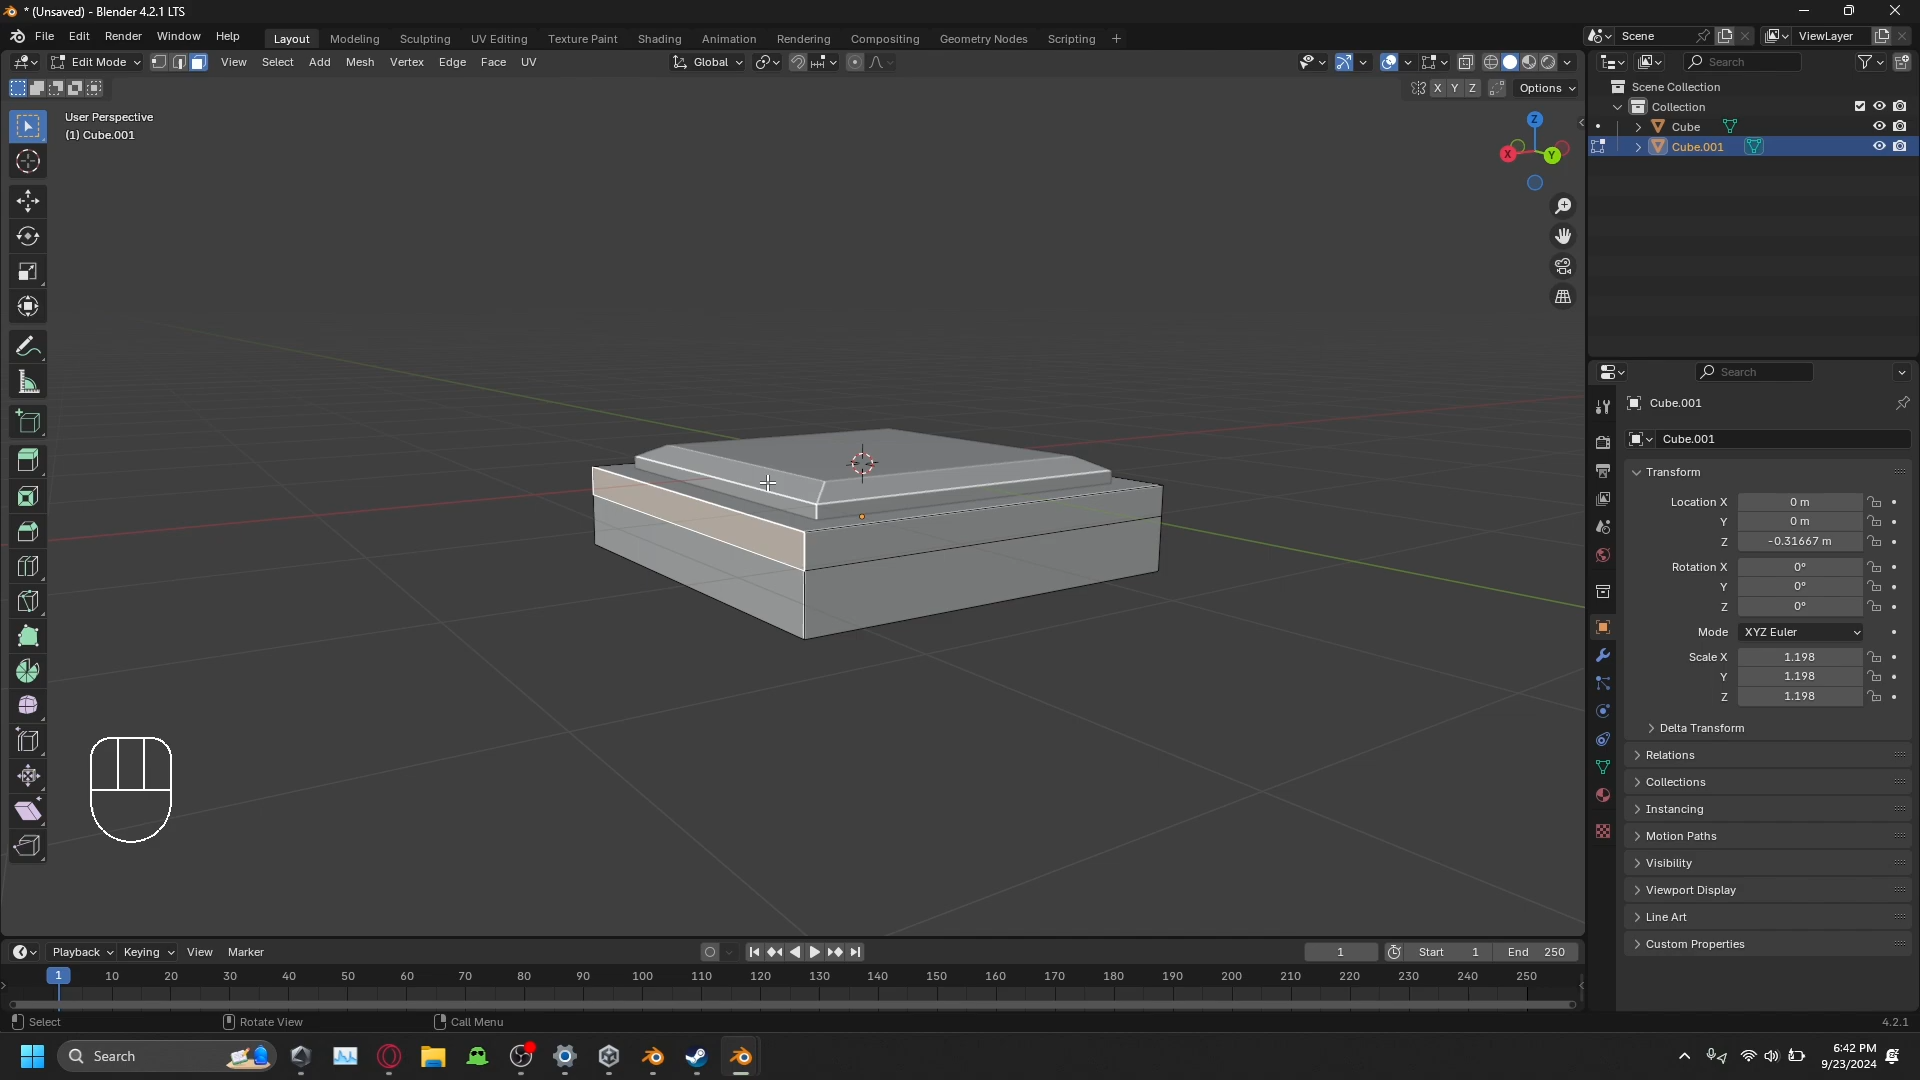 * (Unsaved) - Blender 4.2.1 LTS
File Edit Render Window Help Layout Modeling Sculpting UV Editing Texture Paint Shading Animation Rendering Compositing Geometry Nodes Scripting + Scene ViewLayer
Edit Mode View Select Add Mesh Vertex Edge Face UV Global Search
X Y Z Options
Scene Collection
Collection
Cube
Cube.001
User Perspective
(1) Cube.001
Z
X
Y
Search
Cube.001
Cube.001
Transform
Location X 0 m
Y 0 m
Z -0.31667 m
Rotation X 0°
Y 0°
Z 0°
Mode XYZ Euler
Scale X 1.198
Y 1.198
Z 1.198
Delta Transform
Relations
Collections
Instancing
Motion Paths
Visibility
Viewport Display
Line Art
Custom Properties
Playback Keying View Marker 1 Start 1 End 250
1 10 20 30 40 50 60 70 80 90 100 110 120 130 140 150 160 170 180 190 200 210 220 230 240 250
Select Rotate View Call Menu 4.2.1
Search
6:42 PM
9/23/2024